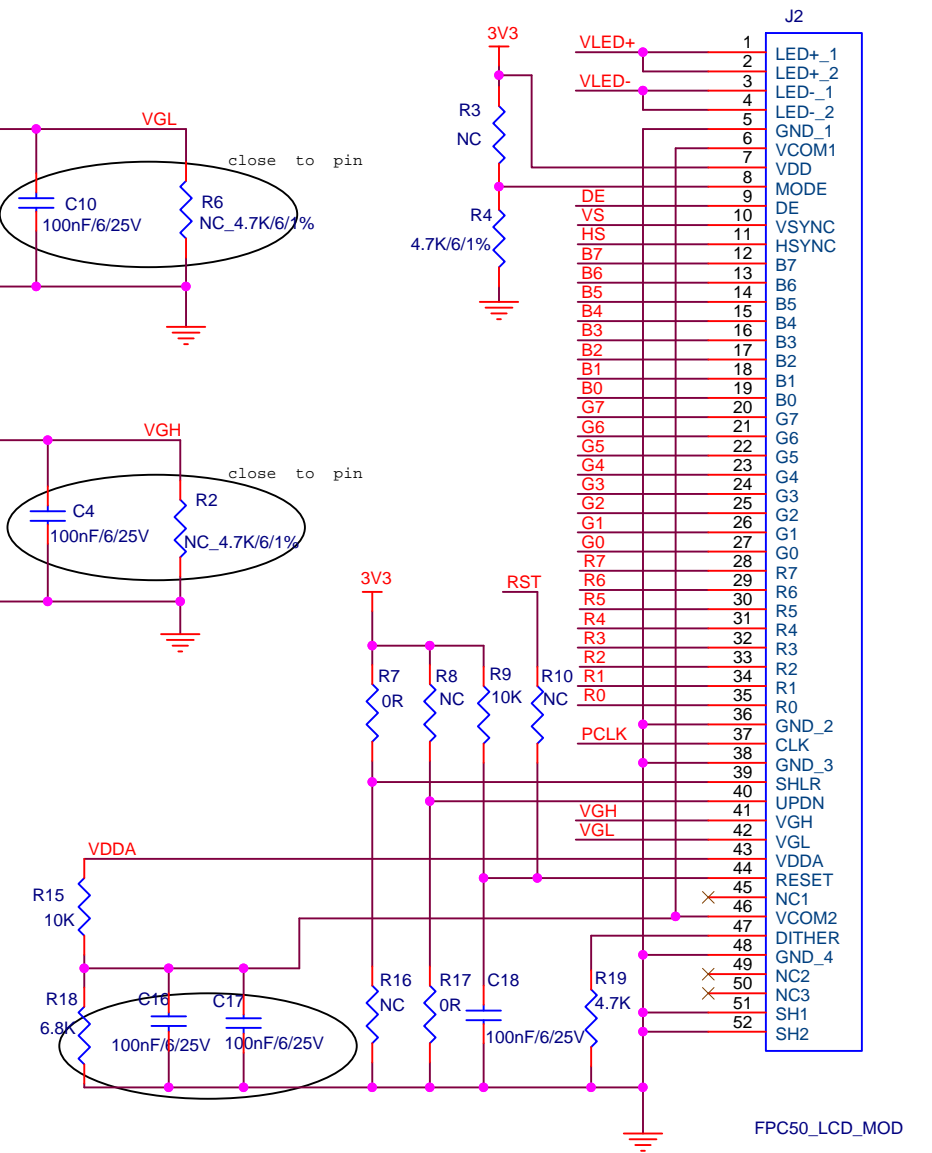 J2
3V3
VLED+
1
LED+_1
2
LED+_2
VLED-
3
LED-_1
4
LED-_2
R3
NC
5
GND_1
6
VCOM1
7
VDD
8
MODE
VGL
close to pin
C10
100nF/6/25V
R6
NC_4.7K/6/1%
R4
4.7K/6/1%
DE
9
DE
VS
10
VSYNC
HS
11
HSYNC
B7
12
B7
B6
13
B6
B5
14
B5
B4
15
B4
B3
16
B3
B2
17
B2
B1
18
B1
B0
19
B0
G7
20
G7
G6
21
G6
G5
22
G5
G4
23
G4
G3
24
G3
G2
25
G2
G1
26
G1
G0
27
G0
VGH
close to pin
C4
100nF/6/25V
R2
NC_4.7K/6/1%
R7
28
R7
R6
29
R6
R5
30
R5
R4
31
R4
R3
32
R3
R2
33
R2
R1
34
R1
R0
35
R0
3V3
RST
R7
0R
R8
NC
R9
10K
R10
NC
36
GND_2
PCLK
37
CLK
38
GND_3
39
SHLR
40
UPDN
VGH
41
VGH
VGL
42
VGL
VDDA
43
VDDA
44
RESET
45
NC1
46
VCOM2
47
DITHER
48
GND_4
49
NC2
50
NC3
51
SH1
52
SH2
R15
10K
R18
6.8K
C16
100nF/6/25V
C17
100nF/6/25V
R16
NC
R17
0R
C18
100nF/6/25V
R19
4.7K
FPC50_LCD_MOD